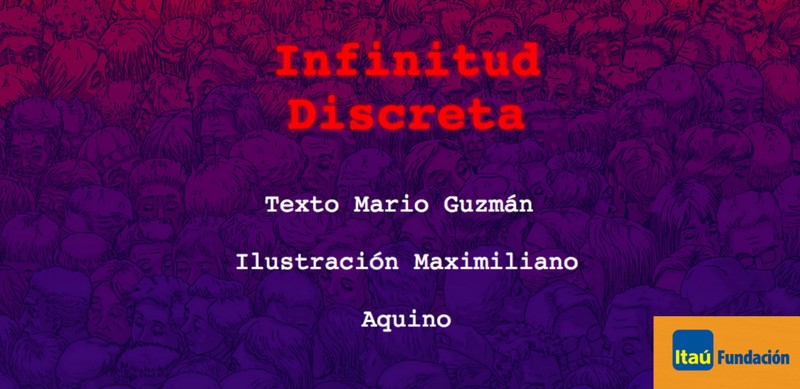 Infinitud
Discreta
Texto Mario Guzmán
Ilustración Maximiliano
Aquino
Itaú Fundación